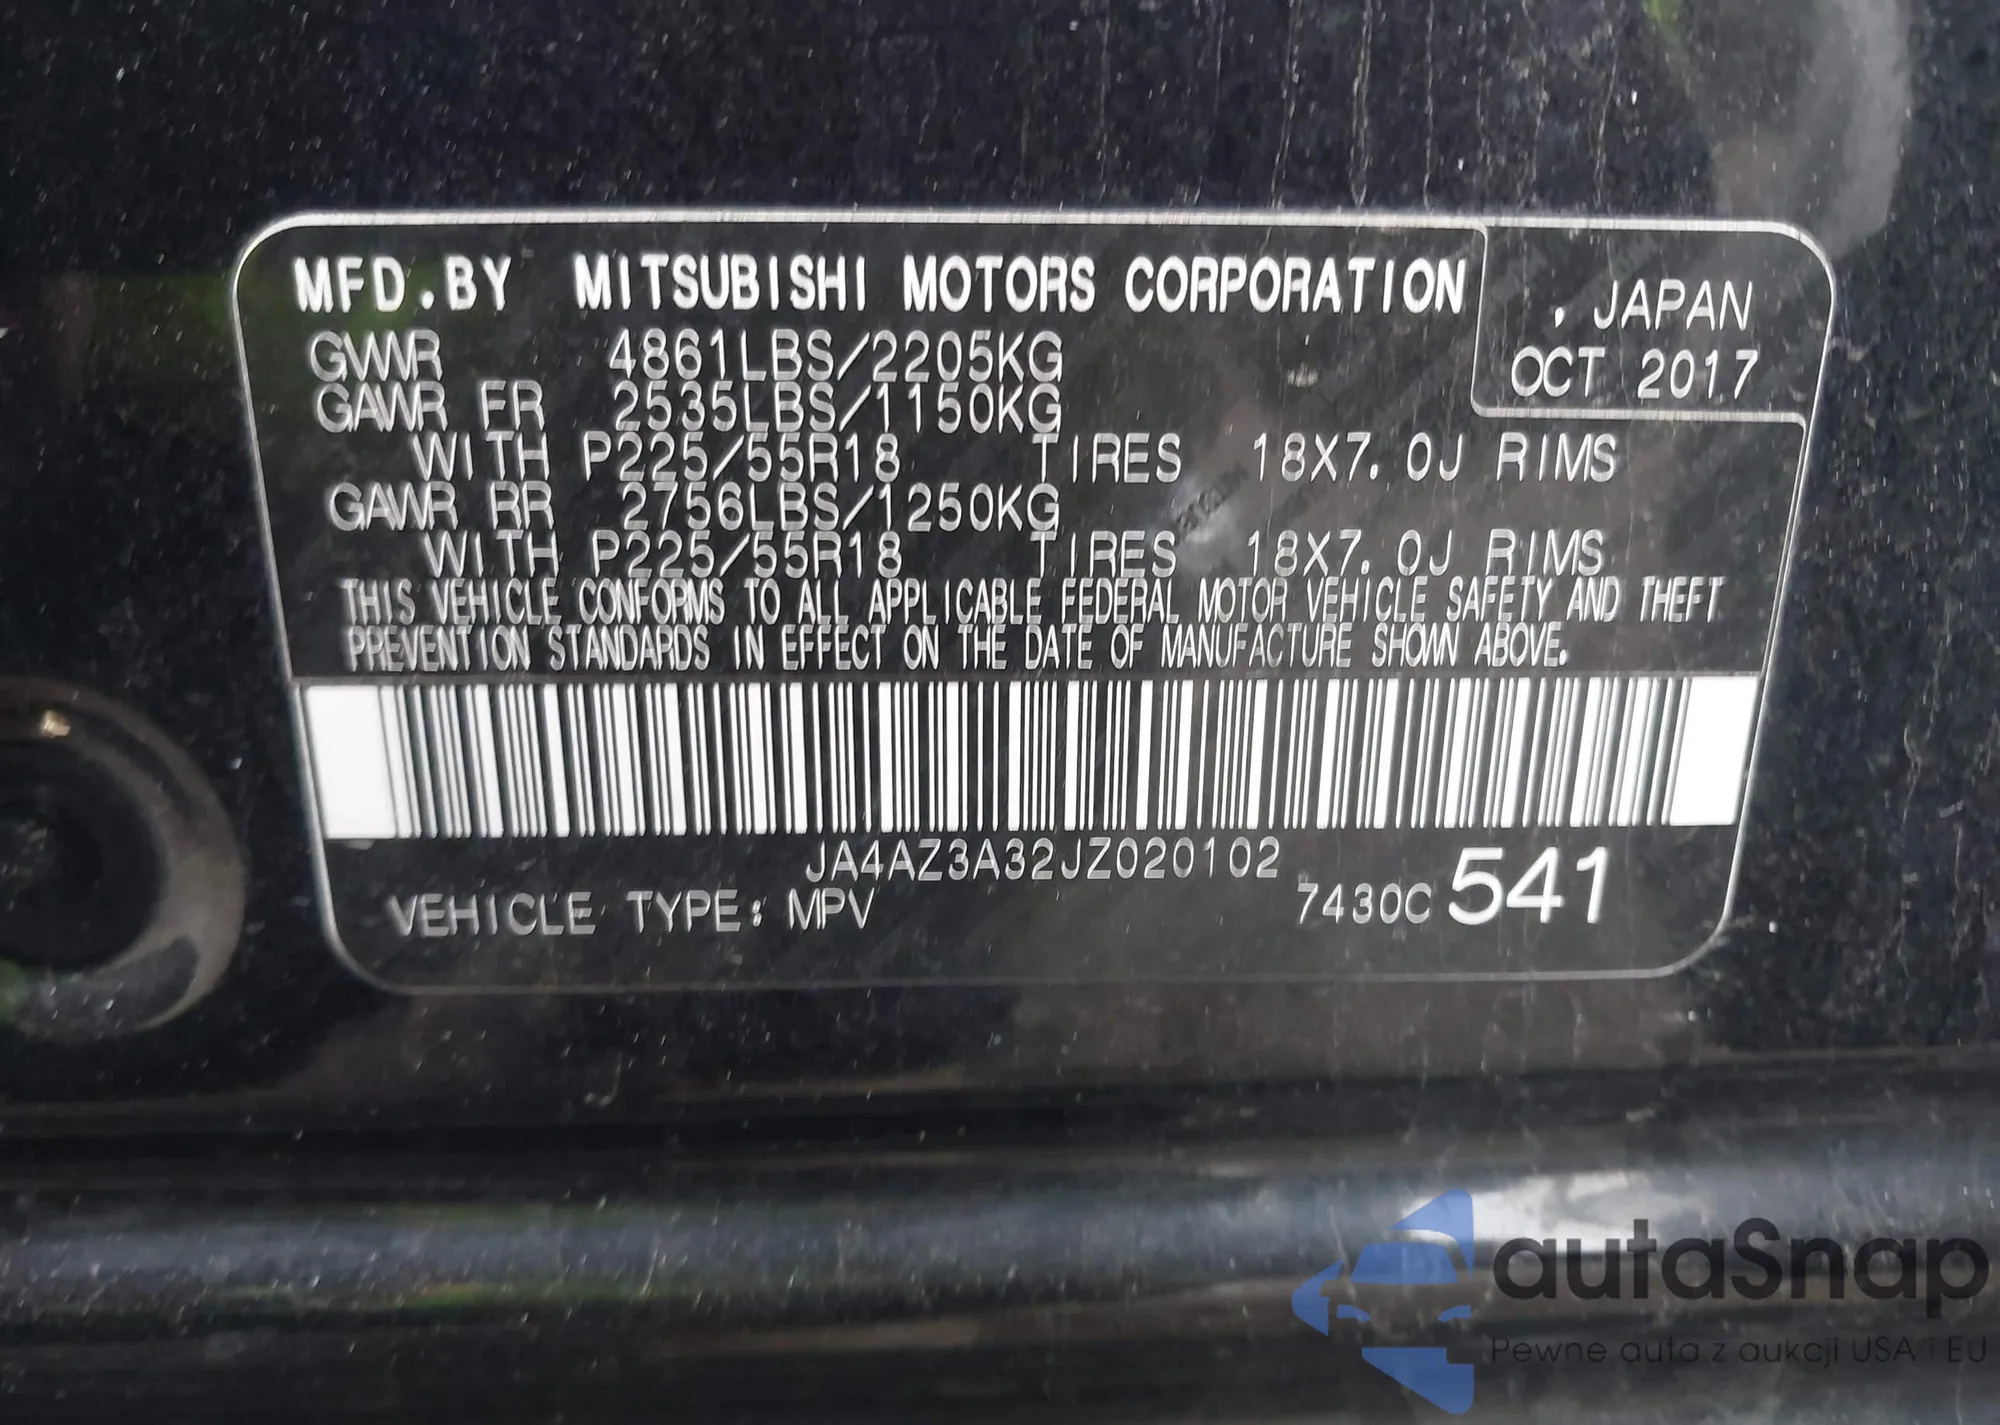 MFD.BY MITSUBISHI MOTORS CORPORATION
. JAPAN
OCT 2017
GVWR 4861LBS/2205KG
GAWR FR 2535LBS/1150KG
WITH P225/55R18 TIRES 18X7.0J RIMS
GAWR RR 2756LBS/1250KG
WITH P225/55R18 TIRES 18X7.0J RIMS
THIS VEHICLE CONFORMS TO ALL APPLICABLE FEDERAL MOTOR VEHICLE SAFETY AND THEFT
PREVENTION STANDARDS IN EFFECT ON THE DATE OF MANUFACTURE SHOWN ABOVE.
JA4AZ3A32JZ020102
VEHICLE TYPE: MPV 7430C 541
autaSnap
Pewne auta z aukcji USA i EU